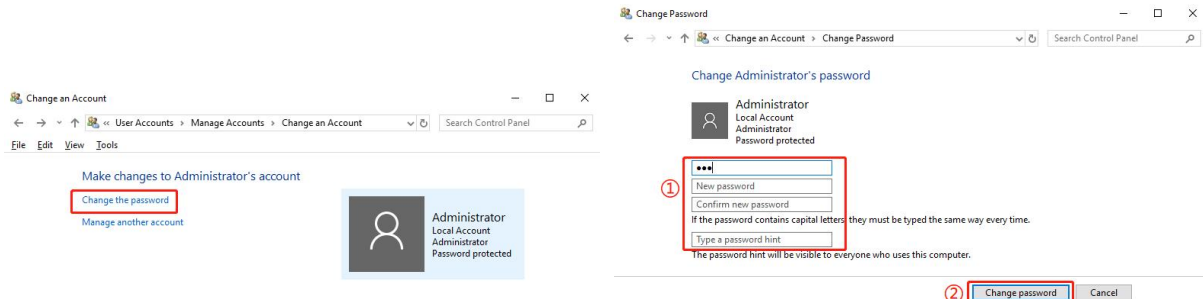 Change an Account
« User Accounts > Manage Accounts > Change an Account
Search Control Panel
File Edit View Tools
Make changes to Administrator's account
Change the password
Manage another account
Administrator
Local Account
Administrator
Password protected
Change Password
« Change an Account > Change Password
Search Control Panel
Change Administrator's password
Administrator
Local Account
Administrator
Password protected
①
•••
New password
Confirm new password
If the password contains capital letters, they must be typed the same way every time.
Type a password hint
The password hint will be visible to everyone who uses this computer.
② Change password Cancel